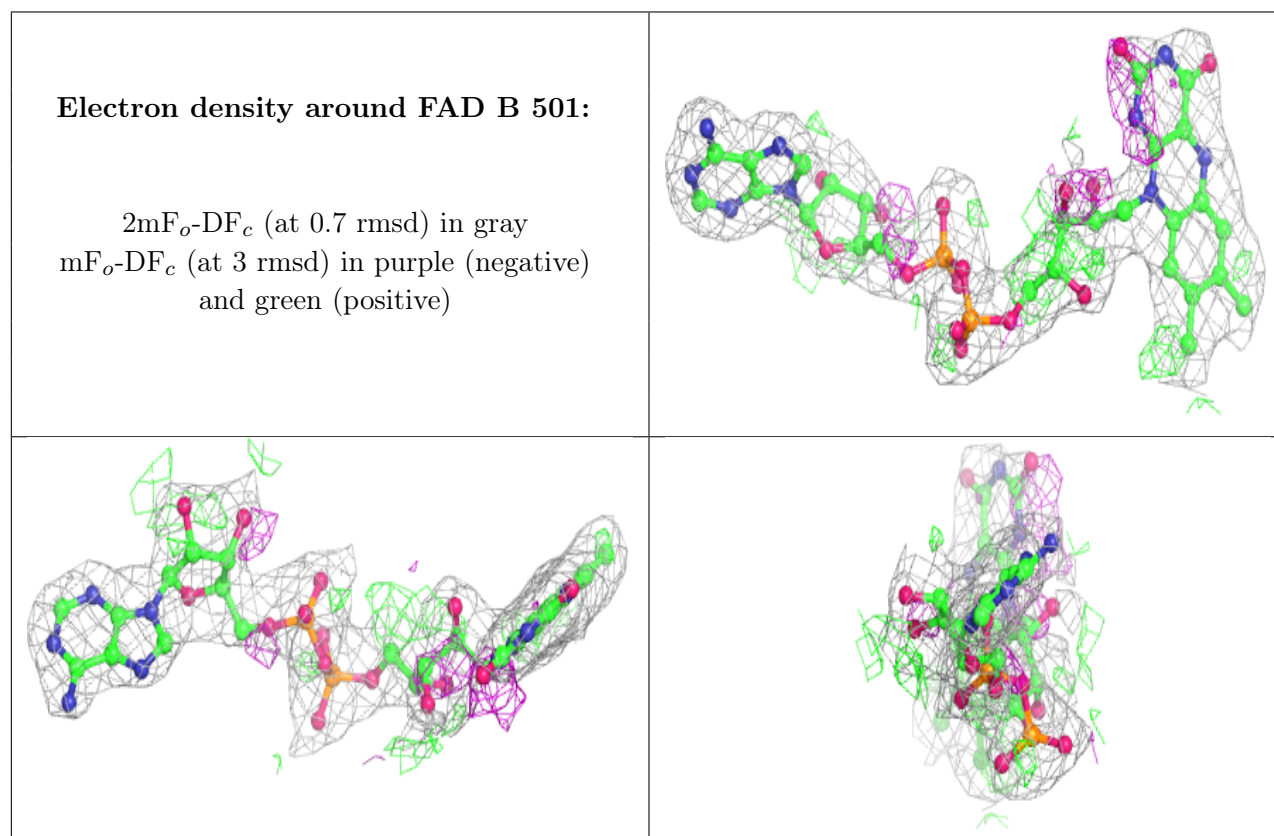 Electron density around FAD B 501:
2mFo-DFc (at 0.7 rmsd) in gray
mFo-DFc (at 3 rmsd) in purple (negative)
and green (positive)